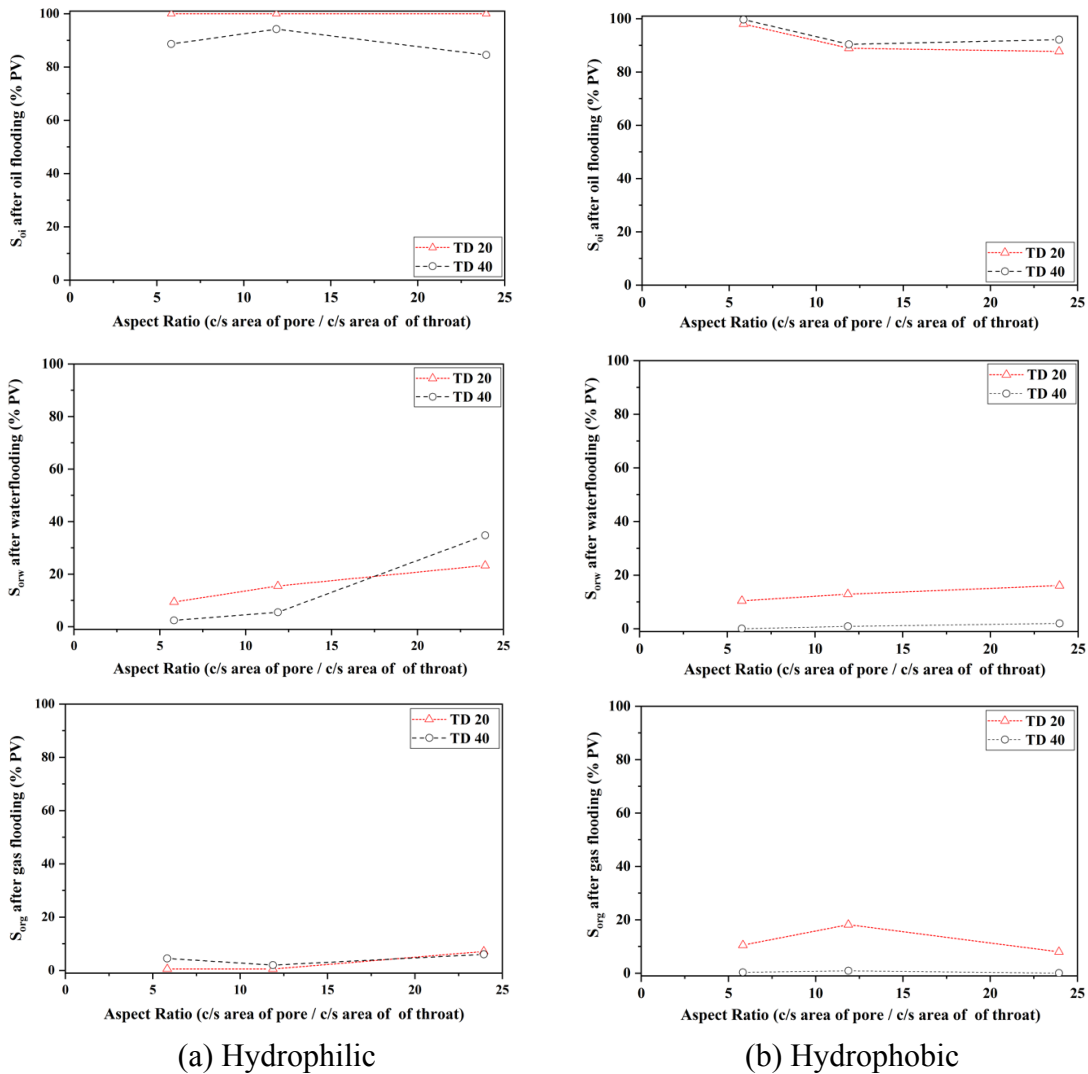 100
80
60
40
20
0
S_oi after oil flooding (% PV)
TD 20
TD 40
0 5 10 15 20 25
Aspect Ratio (c/s area of pore / c/s area of of throat)
100
80
60
40
20
0
S_oi after oil flooding (% PV)
TD 20
TD 40
0 5 10 15 20 25
Aspect Ratio (c/s area of pore / c/s area of of throat)
100
80
60
40
20
0
S_orw after waterflooding (% PV)
TD 20
TD 40
0 5 10 15 20 25
Aspect Ratio (c/s area of pore / c/s area of of throat)
100
80
60
40
20
0
S_orw after waterflooding (% PV)
TD 20
TD 40
0 5 10 15 20 25
Aspect Ratio (c/s area of pore / c/s area of of throat)
100
80
60
40
20
0
S_org after gas flooding (% PV)
TD 20
TD 40
0 5 10 15 20 25
Aspect Ratio (c/s area of pore / c/s area of of throat)
100
80
60
40
20
0
S_org after gas flooding (% PV)
TD 20
TD 40
0 5 10 15 20 25
Aspect Ratio (c/s area of pore / c/s area of of throat)
(a) Hydrophilic
(b) Hydrophobic